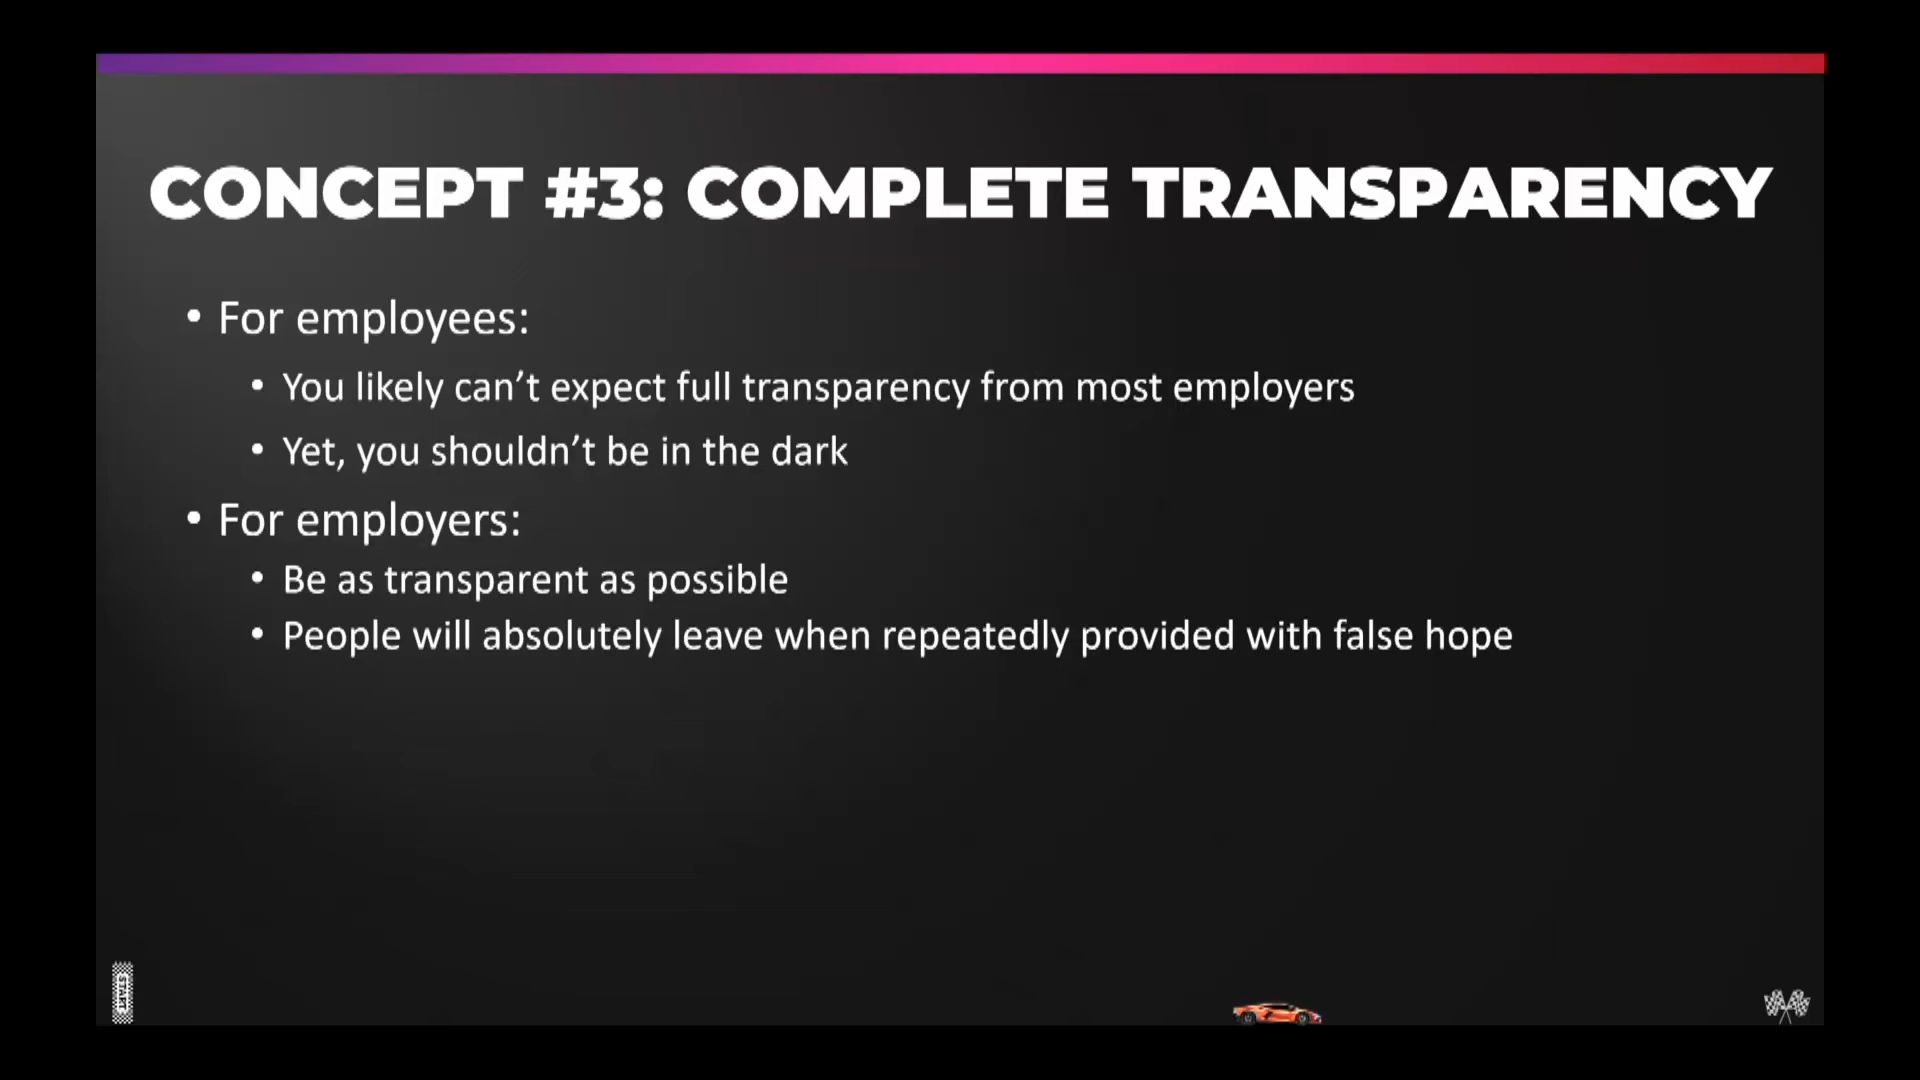 CONCEPT #3: COMPLETE TRANSPARENCY
• For employees:
• You likely can’t expect full transparency from most employers
• Yet, you shouldn’t be in the dark
• For employers:
• Be as transparent as possible
• People will absolutely leave when repeatedly provided with false hope
START